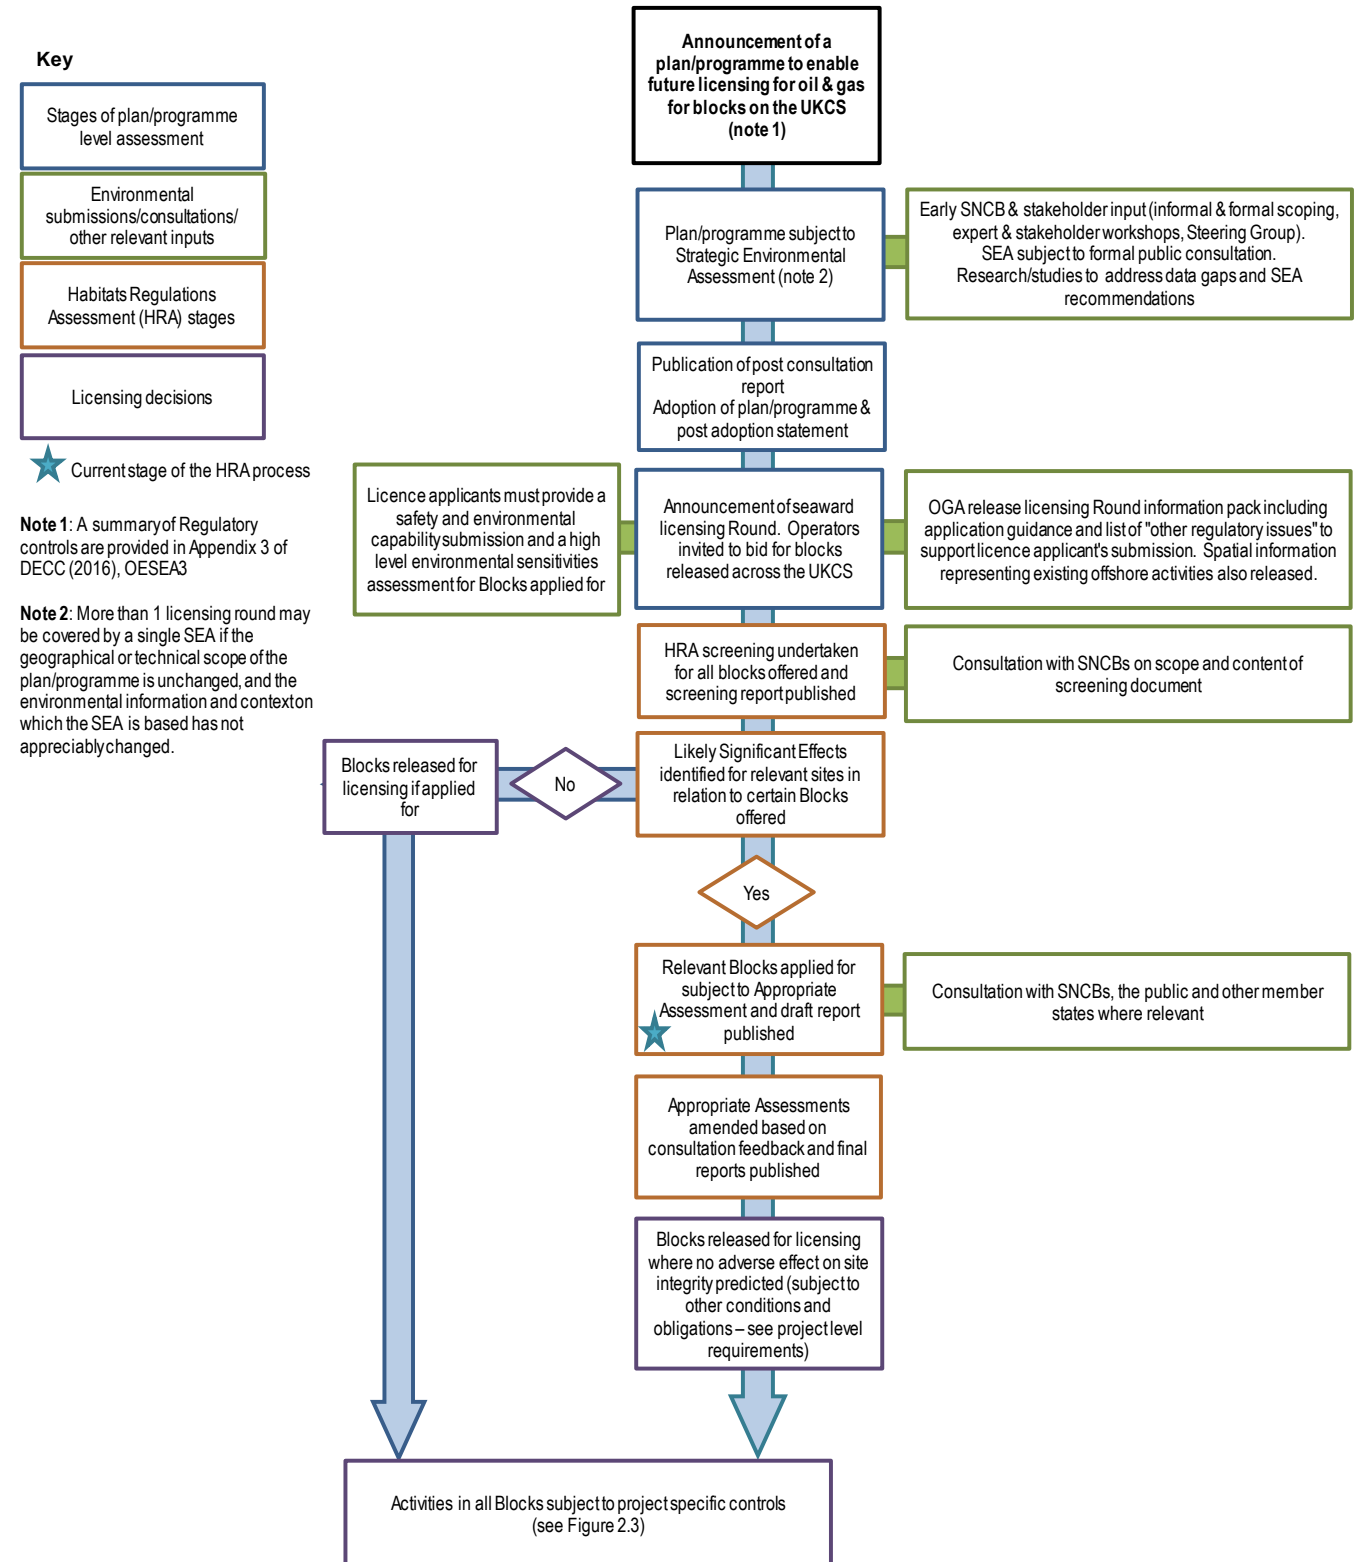 Key
Stages of plan/programme
level assessment
Environmental
submissions/consultations/
other relevant inputs
Habitats Regulations
Assessment (HRA) stages
Licensing decisions
Current stage of the HRA process
Note 1: A summary of Regulatory
controls are provided in Appendix 3 of
DECC (2016), OESEA3
Note 2: More than 1 licensing round may
be covered by a single SEA if the
geographical or technical scope of the
plan/programme is unchanged, and the
environmental information and context on
which the SEA is based has not
appreciably changed.
Announcement of a
plan/programme to enable
future licensing for oil & gas
for blocks on the UKCS
(note 1)
Plan/programme subject to
Strategic Environmental
Assessment (note 2)
Early SNCB & stakeholder input (informal & formal scoping,
expert & stakeholder workshops, Steering Group).
SEA subject to formal public consultation.
Research/studies to address data gaps and SEA
recommendations
Publication of post consultation
report
Adoption of plan/programme &
post adoption statement
Licence applicants must provide a
safety and environmental
capability submission and a high
level environmental sensitivities
assessment for Blocks applied for
Announcement of seaward
licensing Round. Operators
invited to bid for blocks
released across the UKCS
OGA release licensing Round information pack including
application guidance and list of "other regulatory issues" to
support licence applicant's submission. Spatial information
representing existing offshore activities also released.
HRA screening undertaken
for all blocks offered and
screening report published
Consultation with SNCBs on scope and content of
screening document
Likely Significant Effects
identified for relevant sites in
relation to certain Blocks
offered
No
Blocks released for
licensing if applied
for
Yes
Relevant Blocks applied for
subject to Appropriate
Assessment and draft report
published
Consultation with SNCBs, the public and other member
states where relevant
Appropriate Assessments
amended based on
consultation feedback and final
reports published
Blocks released for licensing
where no adverse effect on site
integrity predicted (subject to
other conditions and
obligations – see project level
requirements)
Activities in all Blocks subject to project specific controls
(see Figure 2.3)